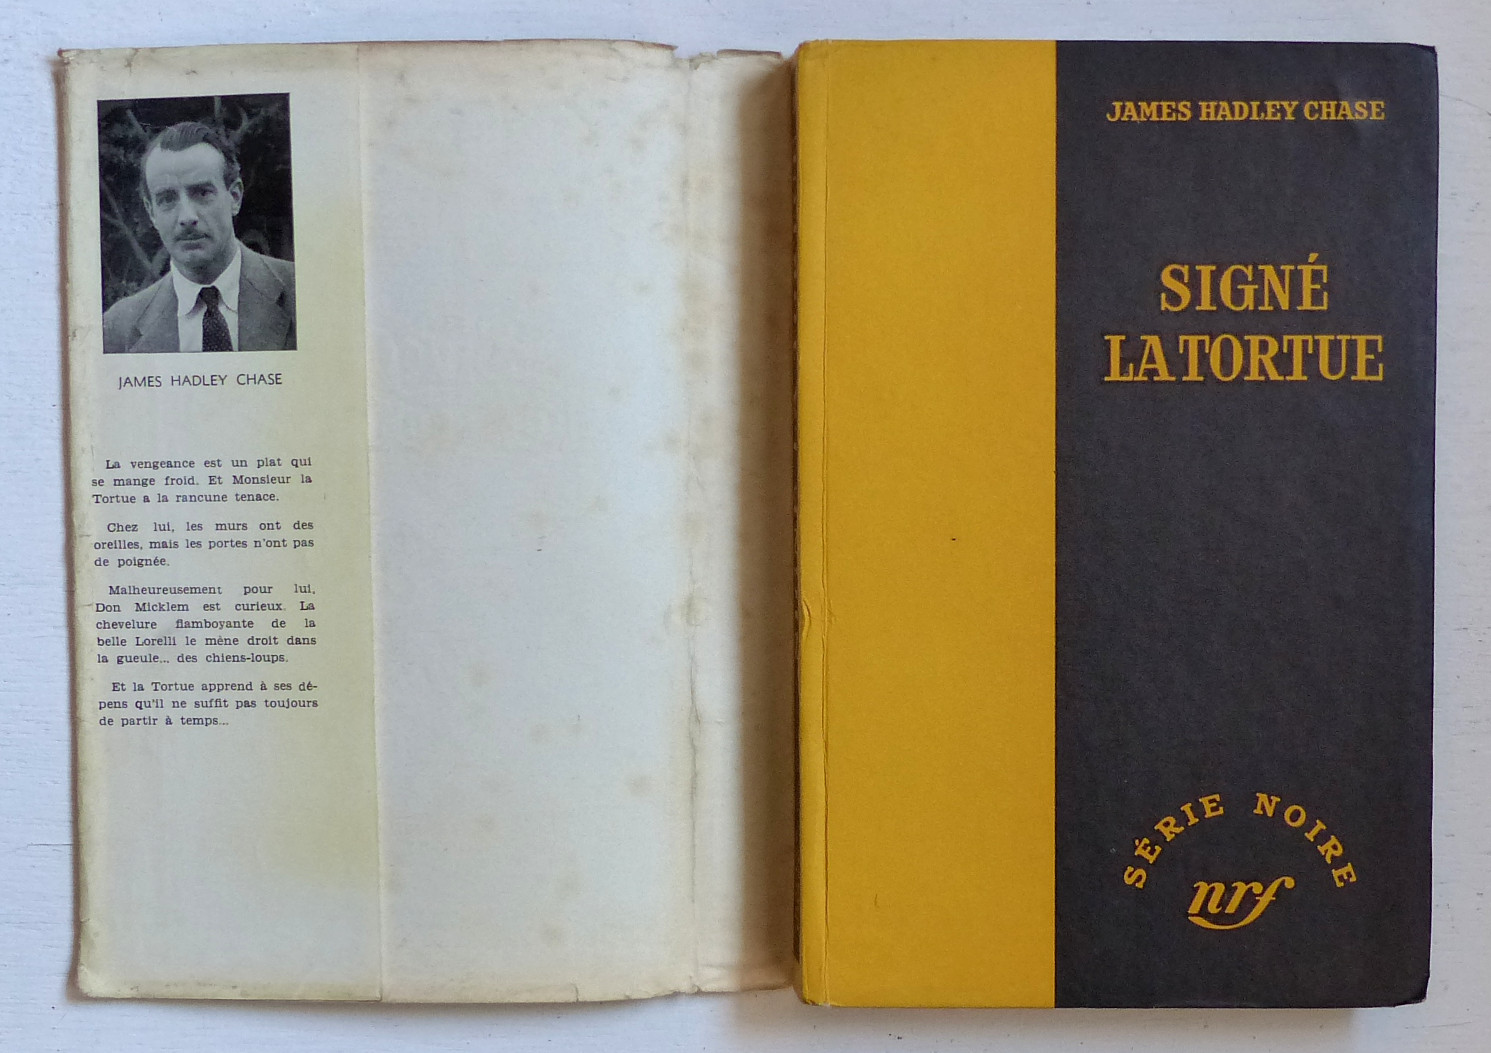 JAMES HADLEY CHASE
La vengeance est un plat qui
se mange froid. Et Monsieur la
Tortue a la rancune tenace.
Chez lui, les murs ont des
oreilles, mais les portes n'ont pas
de poignée.
Malheureusement pour lui,
Don Micklem est curieux. La
chevelure flamboyante de la
belle Lorelli le mène droit dans
la gueule... des chiens-loups.
Et la Tortue apprend à ses dé-
pens qu'il ne suffit pas toujours
de partir à temps...
JAMES HADLEY CHASE
SIGNÉ
LA TORTUE
SÉRIE NOIRE
nrf